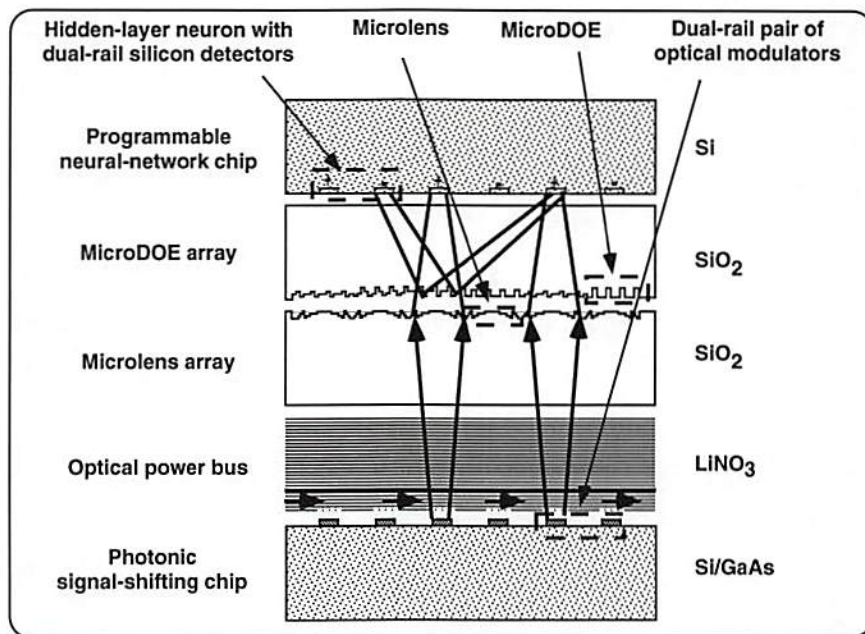 Hidden-layer neuron with
dual-rail silicon detectors
Microlens
MicroDOE
Dual-rail pair of
optical modulators
Programmable
neural-network chip
Si
MicroDOE array
SiO2
Microlens array
SiO2
Optical power bus
LiNO3
Photonic
signal-shifting chip
Si/GaAs